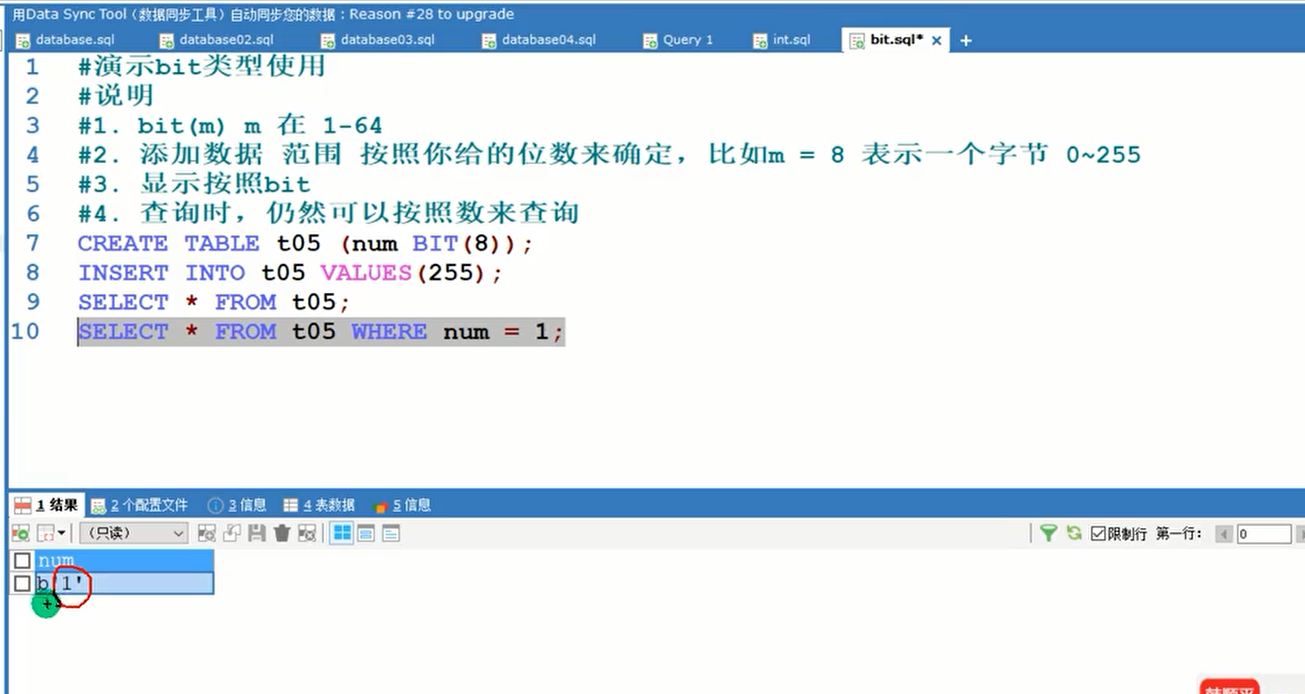 用Data Sync Tool（数据同步工具）自动同步您的数据：Reason #28 to upgrade
database.sql database02.sql database03.sql database04.sql Query 1 int.sql bit.sql* × +
1 #演示bit类型使用
2 #说明
3 #1. bit(m) m 在 1-64
4 #2. 添加数据 范围 按照你给的位数来确定，比如m = 8 表示一个字节 0~255
5 #3. 显示按照bit
6 #4. 查询时，仍然可以按照数来查询
7 CREATE TABLE t05 (num BIT(8));
8 INSERT INTO t05 VALUES(255);
9 SELECT * FROM t05;
10 SELECT * FROM t05 WHERE num = 1;
1 结果 2 个配置文件 3 信息 4 表数据 5 信息
（只读） 限制行 第一行: 0
num
b'1'
韩顺平